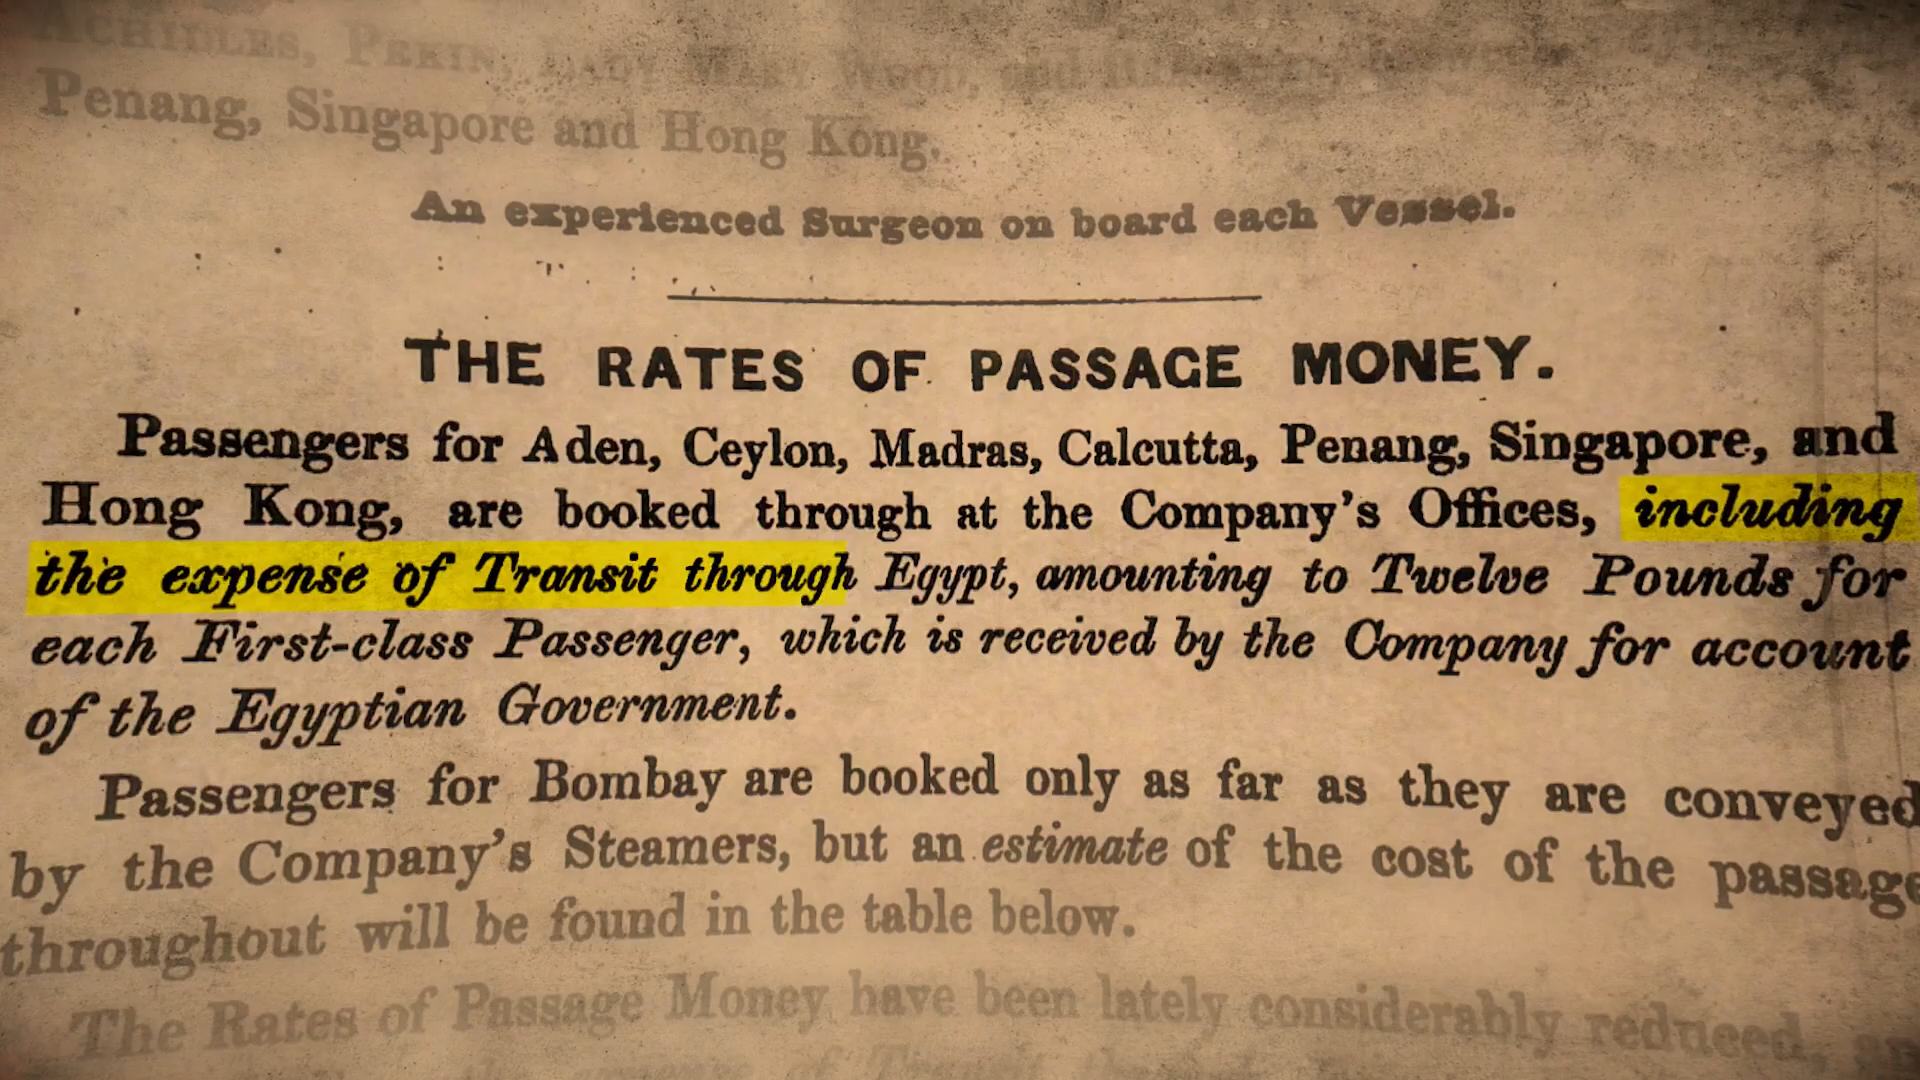 ACHILLES, PEKIN, LADY MARY WOOD, and
Penang, Singapore and Hong Kong.
An experienced Surgeon on board each Vessel.
THE RATES OF PASSAGE MONEY.
Passengers for Aden, Ceylon, Madras, Calcutta, Penang, Singapore, and
Hong Kong, are booked through at the Company's Offices, including
the expense of Transit through Egypt, amounting to Twelve Pounds for
each First-class Passenger, which is received by the Company for account
of the Egyptian Government.
Passengers for Bombay are booked only as far as they are conveyed
by the Company's Steamers, but an estimate of the cost of the passage
throughout will be found in the table below.
The Rates of Passage Money have been lately considerably reduced,
expense of Transit